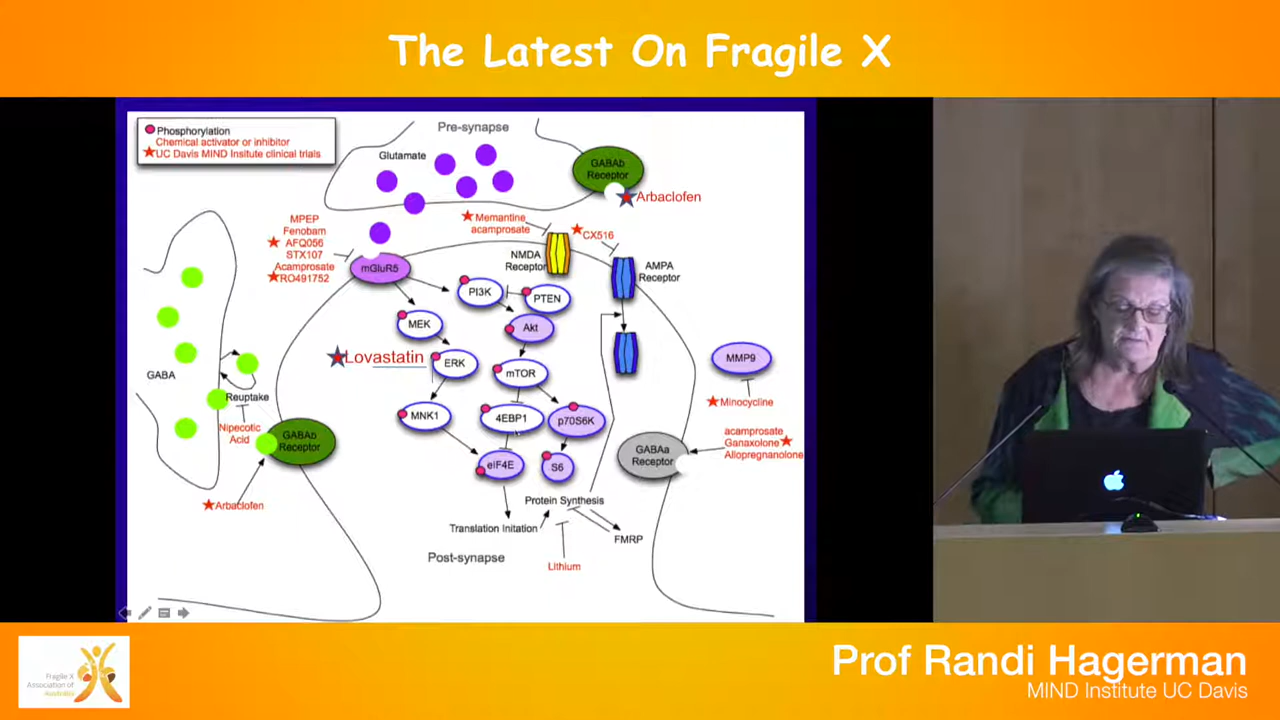 The Latest On Fragile X
Phosphorylation
Chemical activator or inhibitor
UC Davis MIND Insitute clinical trials
Pre-synapse
Glutamate
GABAb
Receptor
Arbaclofen
MPEP
Fenobam
AFQ056
STX107
Acamprosate
RO491752
Memantine
acamprosate
CX516
mGluR5
NMDA
Receptor
AMPA
Receptor
PI3K
PTEN
MEK
Akt
Lovastatin
ERK
mTOR
MMP9
GABA
Reuptake
Minocycline
MNK1
4EBP1
p70S6K
Nipecotic
Acid
GABAb
Receptor
GABAa
Receptor
acamprosate
Ganaxolone
Allopregnanolone
eIF4E
S6
Arbaclofen
Protein Synthesis
Translation Initation
FMRP
Post-synapse
Lithium
Fragile X
Association of
Australia
Prof Randi Hagerman
MIND Institute UC Davis